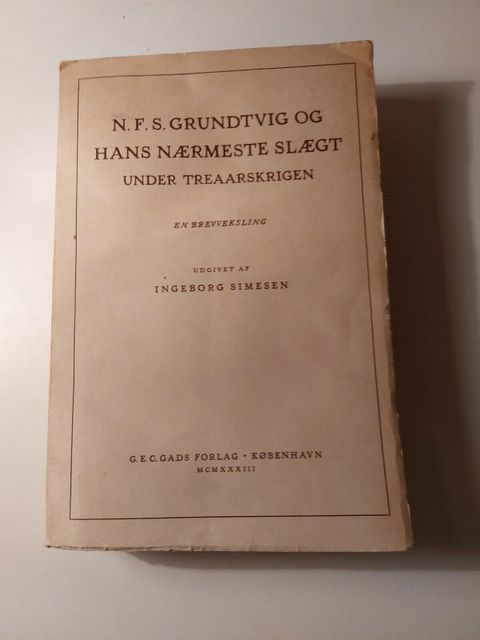 N. F. S. GRUNDTVIG OG
HANS NÆRMESTE SLÆGT
UNDER TREAARSKRIGEN
EN BREVVEKSLING
UDGIVET AF
INGEBORG SIMESEN
G. E. C. GADS FORLAG · KØBENHAVN
MCMXXXIII